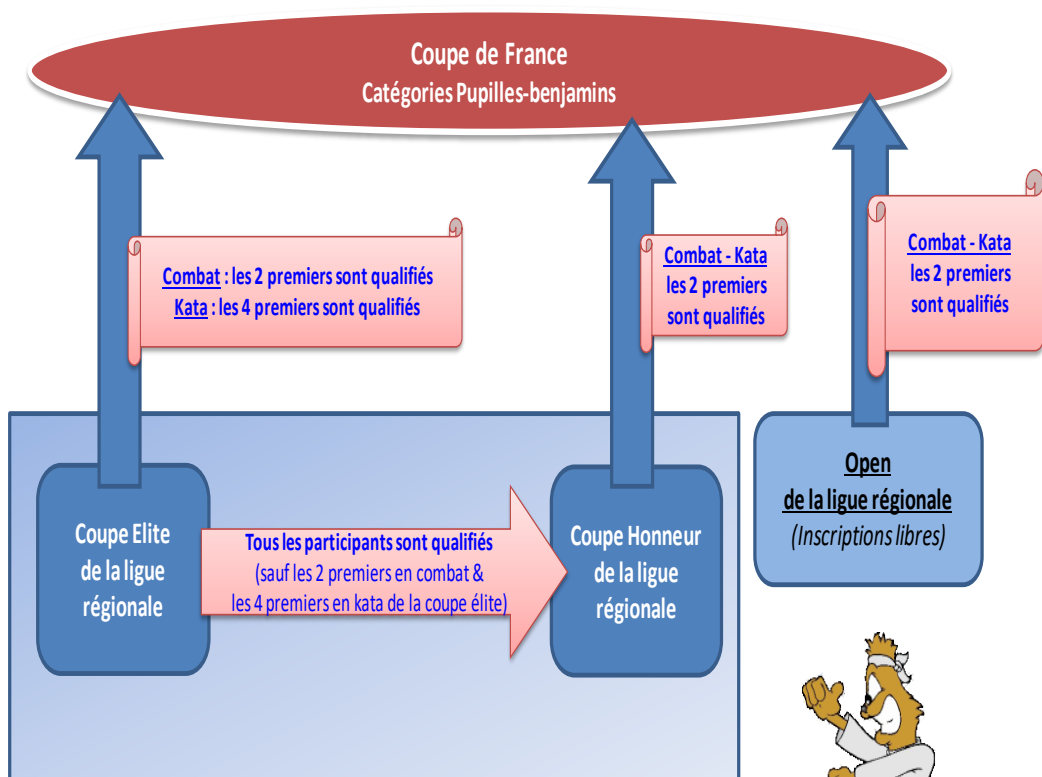 Coupe de France
Catégories Pupilles-benjamins
Combat : les 2 premiers sont qualifiés
Kata : les 4 premiers sont qualifiés
Combat - Kata
les 2 premiers
sont qualifiés
Combat - Kata
les 2 premiers
sont qualifiés
Coupe Elite
de la ligue
régionale
Tous les participants sont qualifiés
(sauf les 2 premiers en combat &
les 4 premiers en kata de la coupe élite)
Coupe Honneur
de la ligue
régionale
Open
de la ligue régionale
(Inscriptions libres)